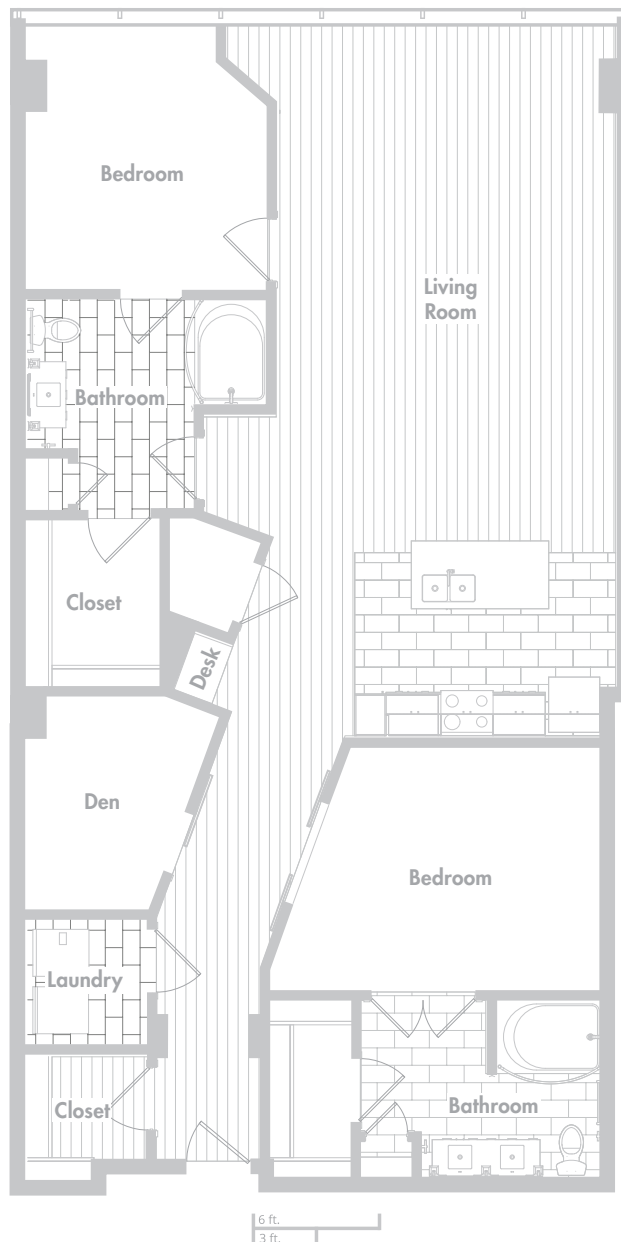 Bedroom
Living
Room
Bathroom
Closet
Desk
Den
Bedroom
Laundry
Closet
Bathroom
6 ft.
3 ft.